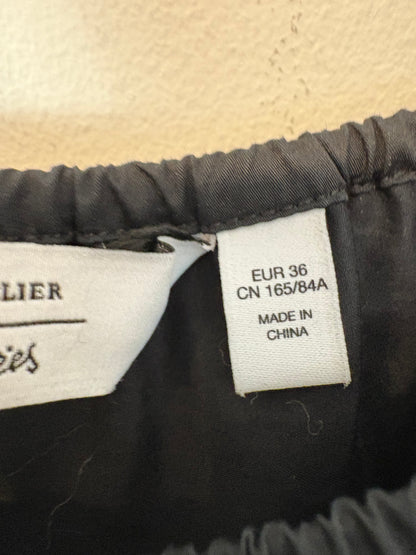 LIER
EUR 36
CN 165/84A
MADE IN
CHINA